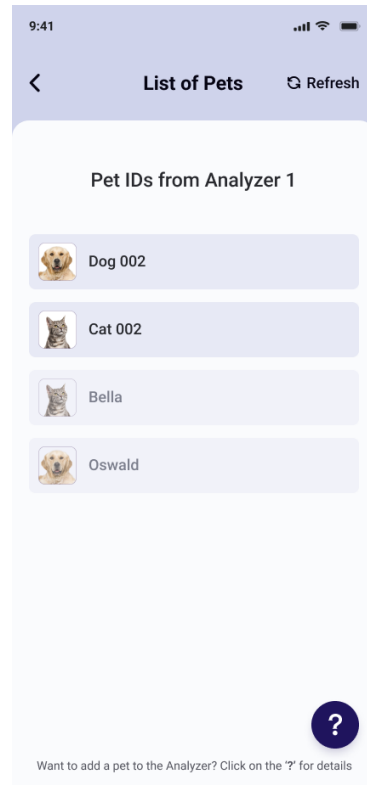 9:41
List of Pets
Refresh
Pet IDs from Analyzer 1
Dog 002
Cat 002
Bella
Oswald
?
Want to add a pet to the Analyzer? Click on the '?' for details